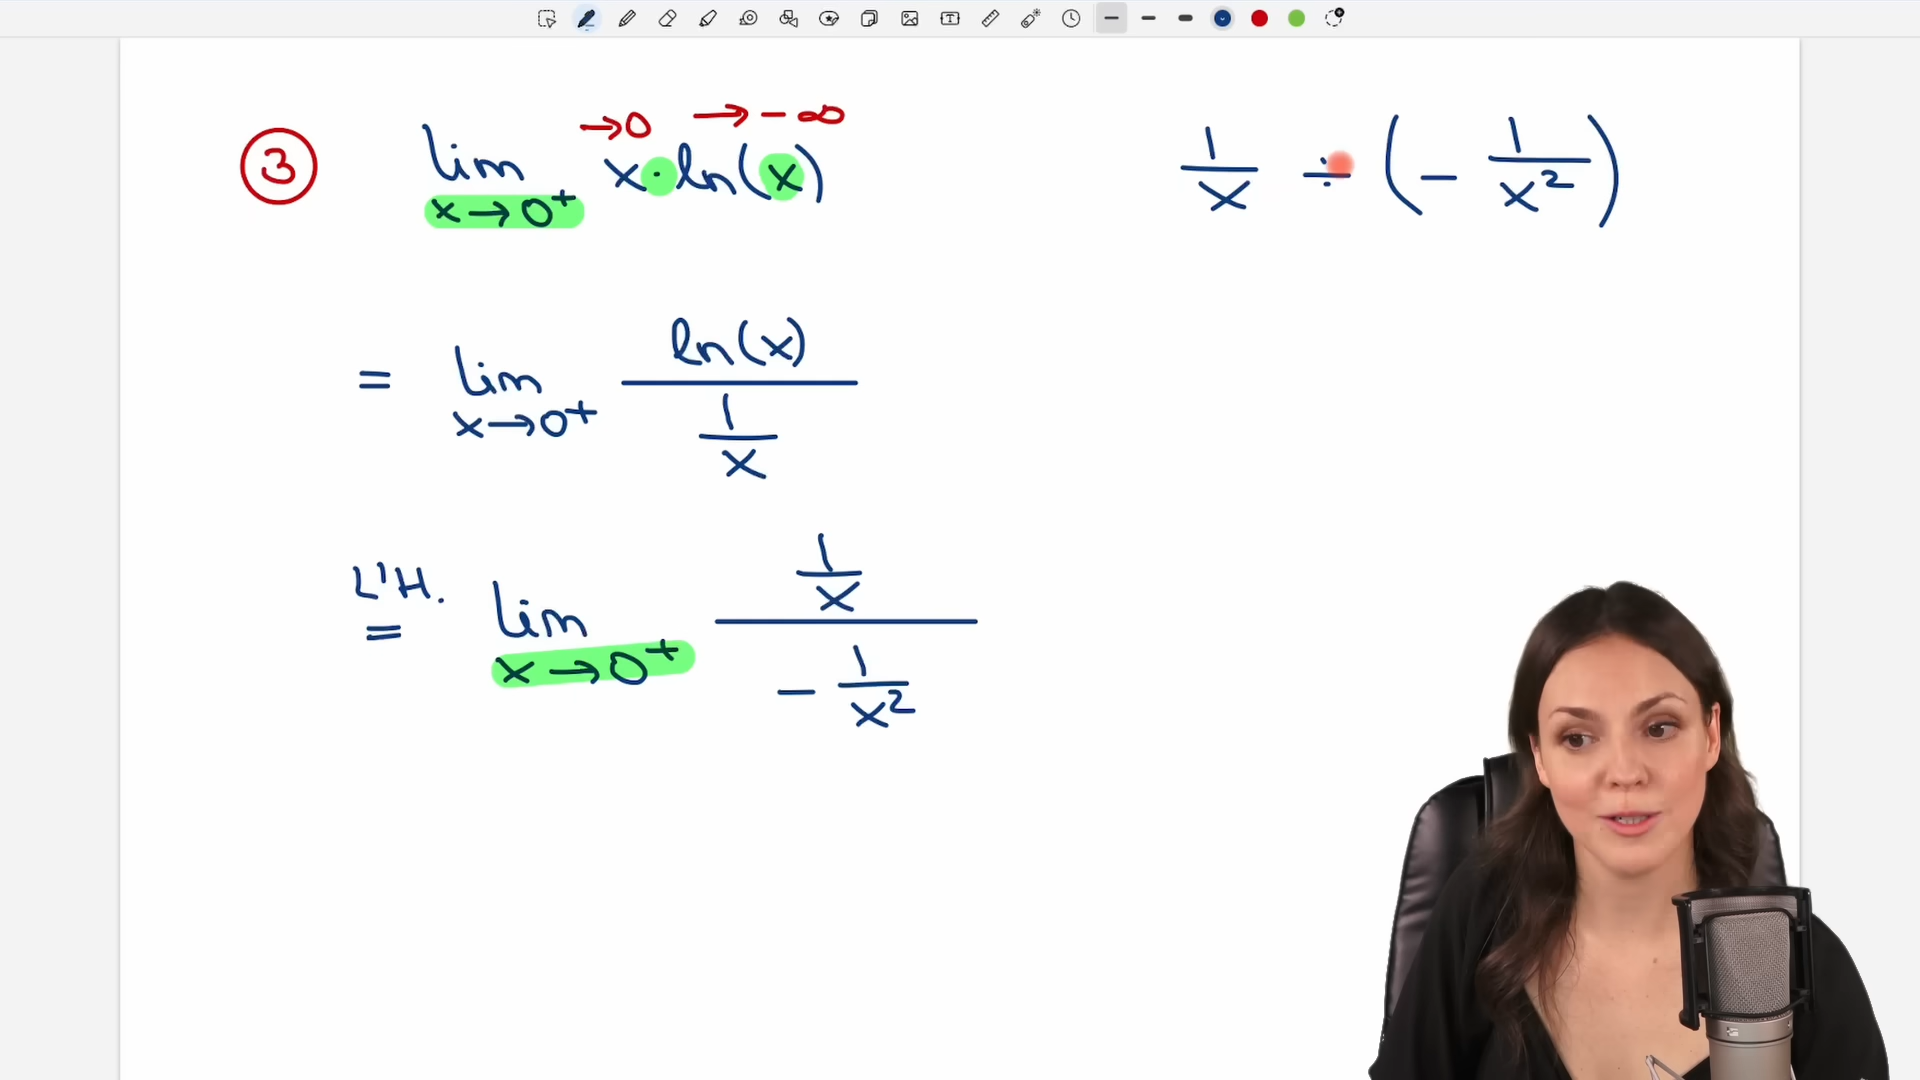 3
→0 → - ∞
lim x · ln(x)
x → 0⁺
1/x ÷ (- 1/x²)
= lim ln(x) / (1/x)
x → 0⁺
L'H.
= lim (1/x) / (- 1/x²)
x → 0⁺